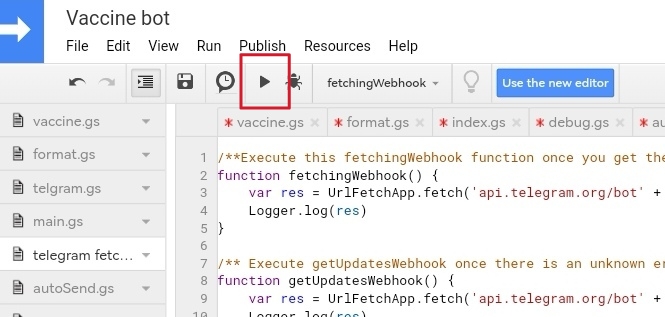 Vaccine bot
File Edit View Run Publish Resources Help
fetchingWebhook Use the new editor
vaccine.gs
format.gs
telgram.gs
main.gs
telegram fetc...
autoSend.gs
* vaccine.gs × * format.gs × * index.gs × * debug.gs × * au
1 /**Execute this fetchingWebhook function once you get the
2 function fetchingWebhook() {
3 var res = UrlFetchApp.fetch('api.telegram.org/bot' +
4 Logger.log(res)
5 }
6
7 /** Execute getUpdatesWebhook once there is an unknown er
8 function getUpdatesWebhook() {
9 var res = UrlFetchApp.fetch('api.telegram.org/bot' +
10 Logger.log(res)